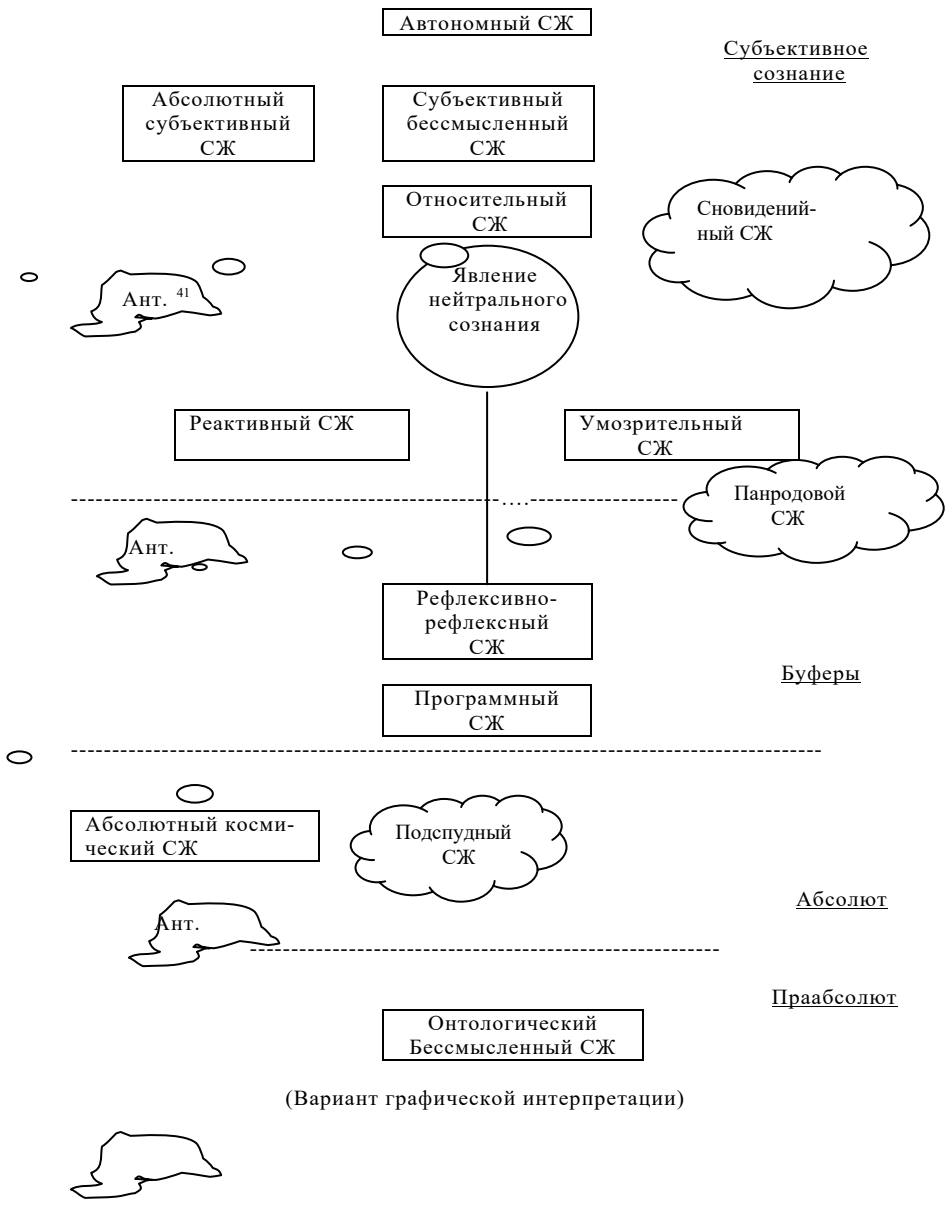 Автономный СЖ
Субъективное
сознание
Абсолютный
субъективный
СЖ
Субъективный
бессмысленный
СЖ
Относительный
СЖ
Сновидений-
ный СЖ
Явление
нейтрального
сознания
Ант. 41
Реактивный СЖ
Умозрительный
СЖ
Панродовой
СЖ
....
Ант.
Рефлексивно-
рефлексный
СЖ
Буферы
Программный
СЖ
Абсолютный косми-
ческий СЖ
Подспудный
СЖ
Абсолют
Ант.
Праабсолют
Онтологический
Бессмысленный СЖ
(Вариант графической интерпретации)